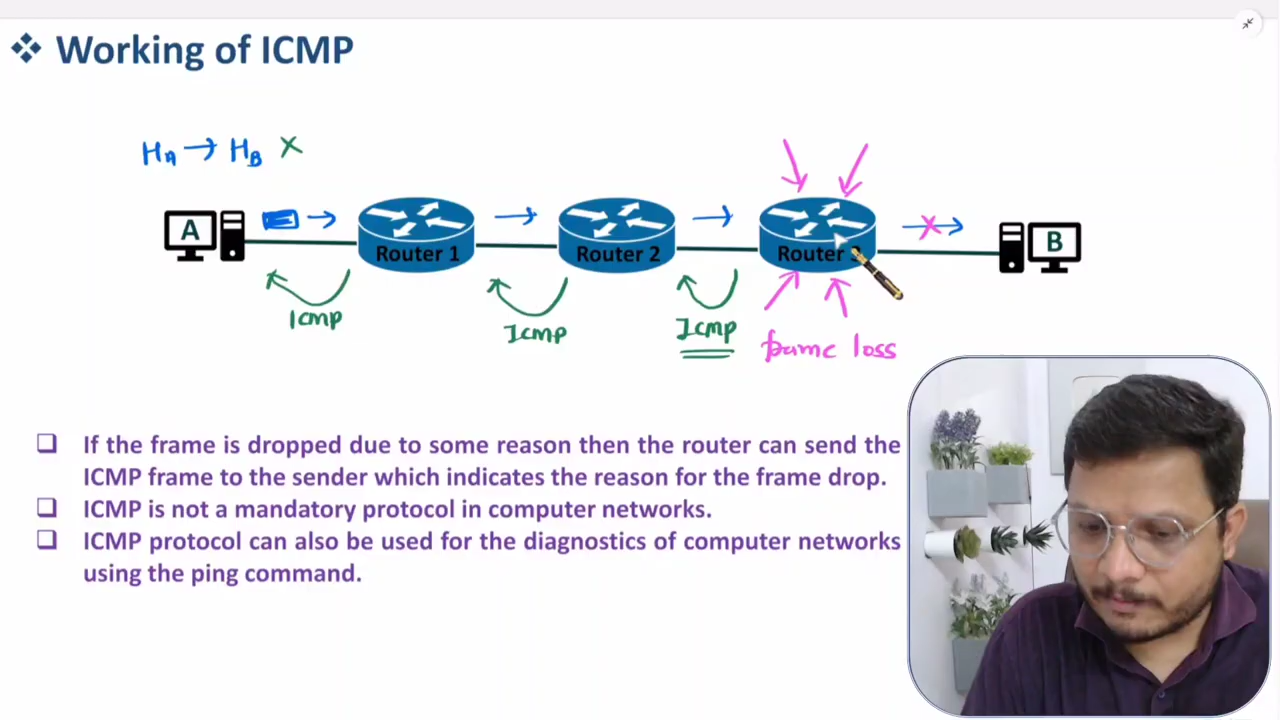 ❖ Working of ICMP
HA → HB ×
A
Router 1
Router 2
Router
B
ICMP
ICMP
ICMP
frame loss
❑ If the frame is dropped due to some reason then the router can send the
ICMP frame to the sender which indicates the reason for the frame drop.
❑ ICMP is not a mandatory protocol in computer networks.
❑ ICMP protocol can also be used for the diagnostics of computer networks
using the ping command.